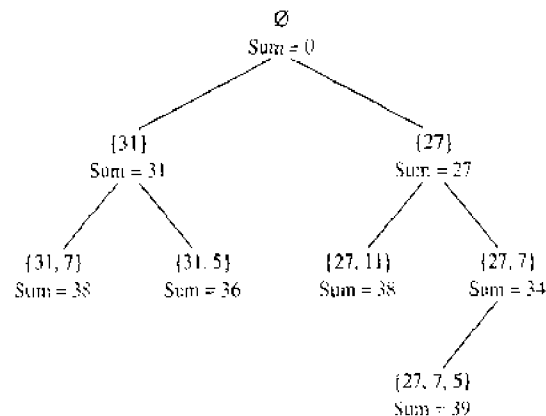 ∅
Sum = 0
{31}
Sum = 31
{27}
Sum = 27
{31, 7}
Sum = 38
{31, 5}
Sum = 36
{27, 11}
Sum = 38
{27, 7}
Sum = 34
{27, 7, 5}
Sum = 39